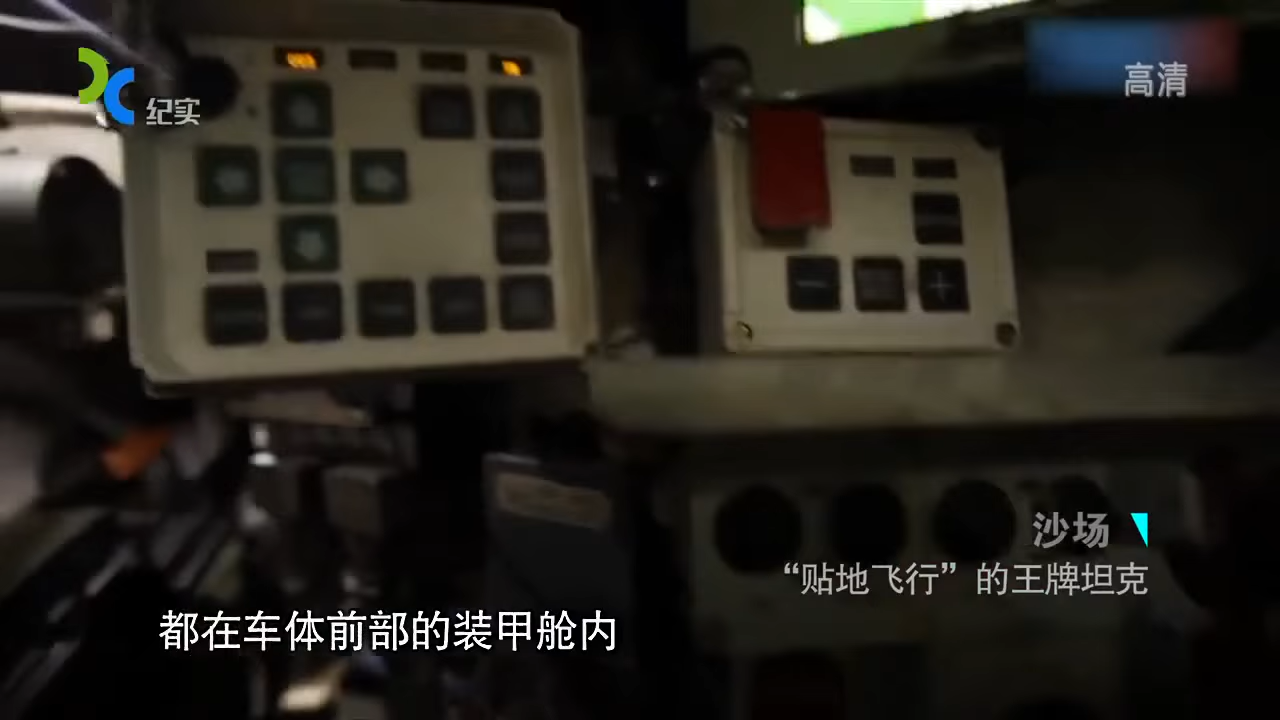 纪实
高清
沙场
“贴地飞行”的王牌坦克
都在车体前部的装甲舱内